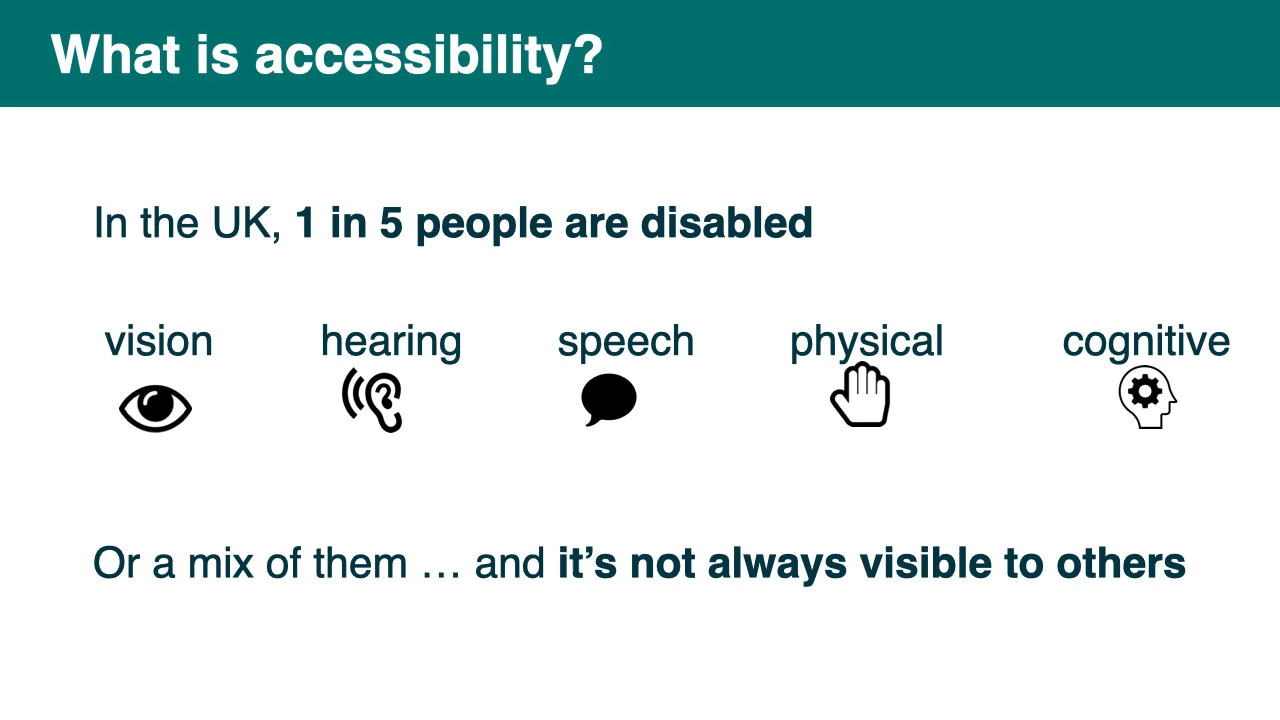 What is accessibility?
In the UK, 1 in 5 people are disabled
vision hearing speech physical cognitive
Or a mix of them … and it’s not always visible to others